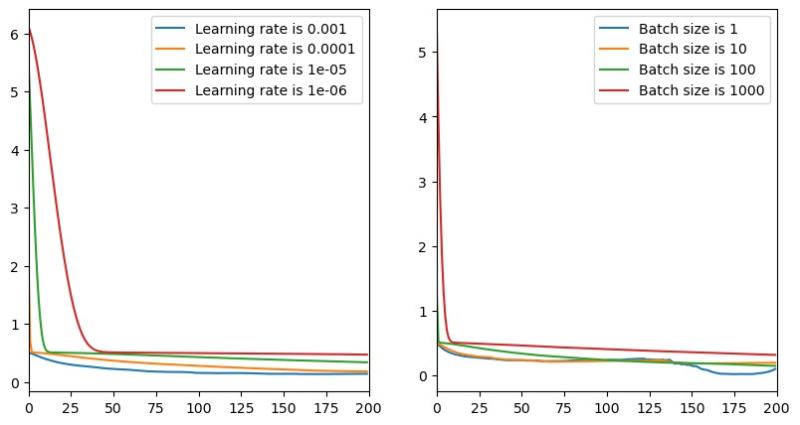 Learning rate is 0.001
Learning rate is 0.0001
Learning rate is 1e-05
Learning rate is 1e-06
6
5
4
3
2
1
0
0 25 50 75 100 125 150 175 200
Batch size is 1
Batch size is 10
Batch size is 100
Batch size is 1000
5
4
3
2
1
0
0 25 50 75 100 125 150 175 200